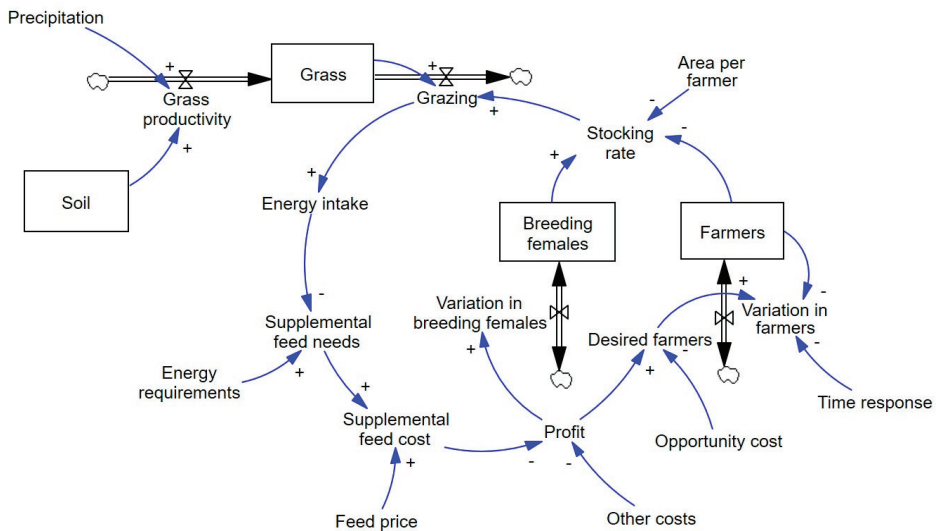 Precipitation
+
Grass
+
Grazing
Area per
farmer
-
Grass
productivity
+
+
Stocking
rate
-
+
Soil
+
Energy intake
Breeding
females
Farmers
-
Supplemental
feed needs
Variation in
breeding females
+
-
Variation in
farmers
+
Desired farmers
-
-
Energy
requirements
+
+
+
Time response
Supplemental
feed cost
Profit
Opportunity cost
+
-
-
Feed price
Other costs